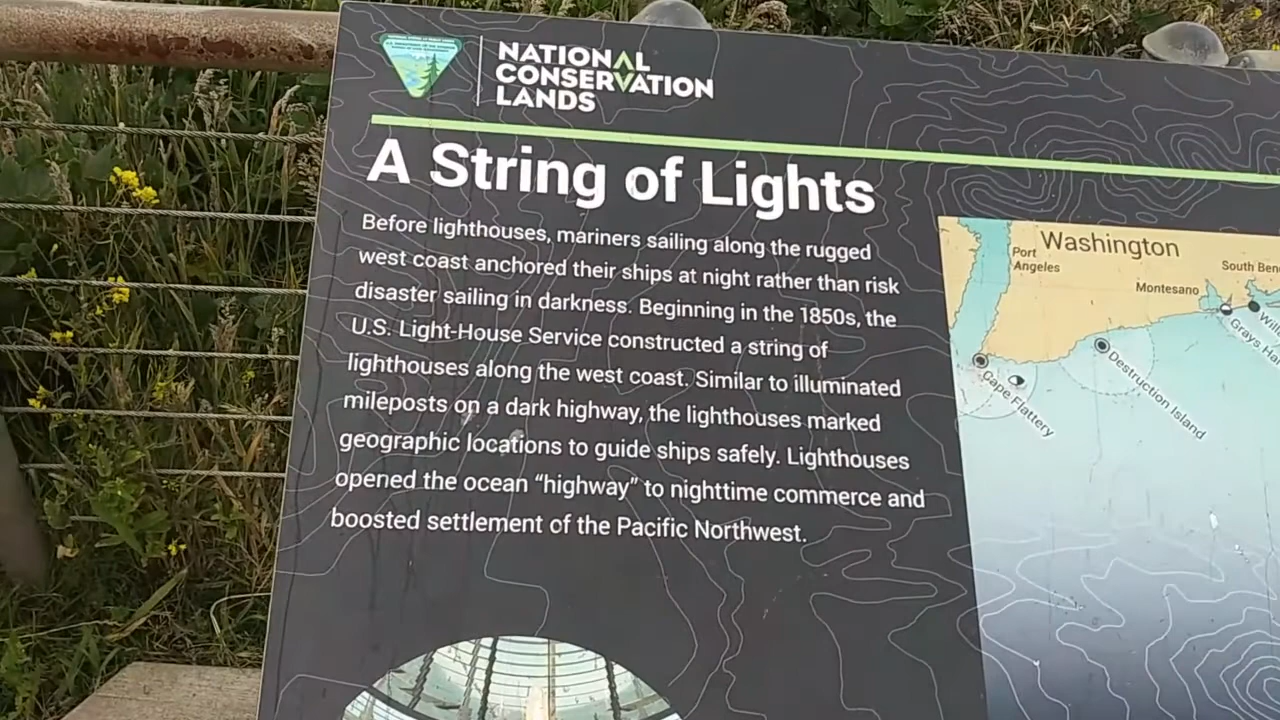 NATIONAL
CONSERVATION
LANDS
A String of Lights
Before lighthouses, mariners sailing along the rugged
west coast anchored their ships at night rather than risk
disaster sailing in darkness. Beginning in the 1850s, the
U.S. Light-House Service constructed a string of
lighthouses along the west coast. Similar to illuminated
mileposts on a dark highway, the lighthouses marked
geographic locations to guide ships safely. Lighthouses
opened the ocean “highway” to nighttime commerce and
boosted settlement of the Pacific Northwest.
Washington
Port
Angeles
South
Montesano
Grays
Destruction Island
Cape Flattery